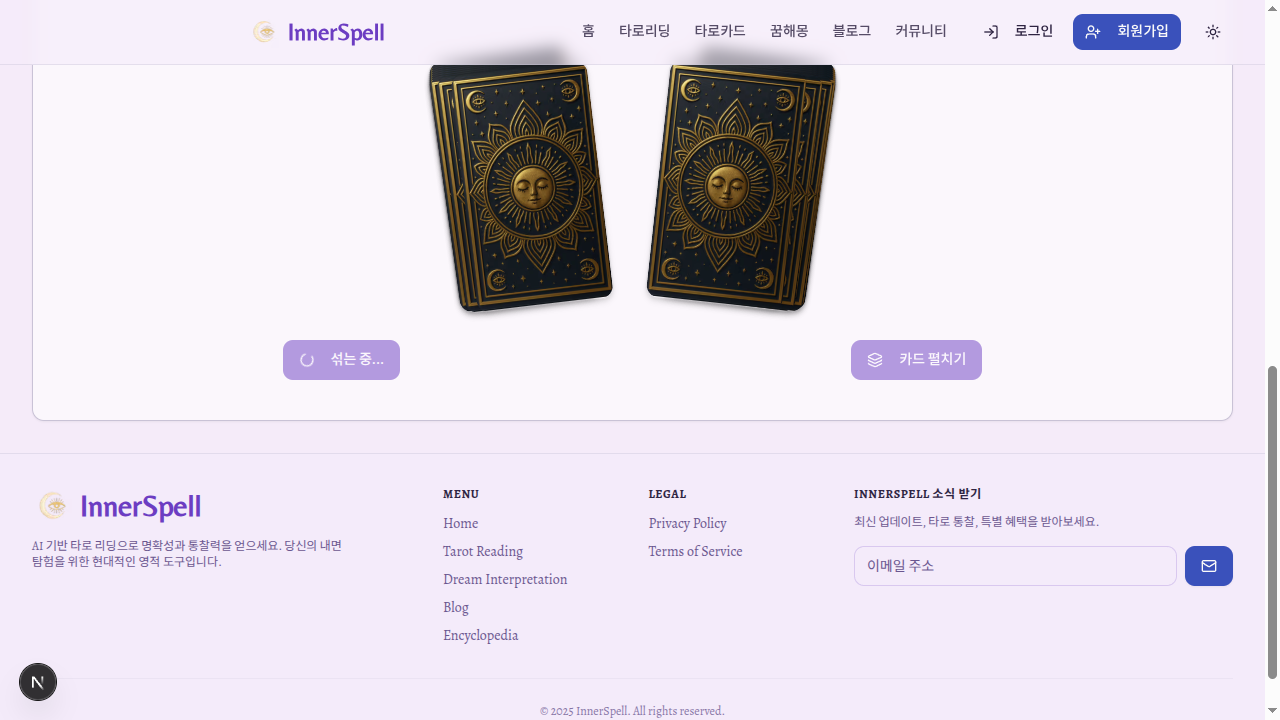 InnerSpell
홈
타로리딩
타로카드
꿈해몽
블로그
커뮤니티
로그인
회원가입
섞는 중...
카드 펼치기
InnerSpell
AI 기반 타로 리딩으로 명확성과 통찰력을 얻으세요. 당신의 내면
탐험을 위한 현대적인 영적 도구입니다.
MENU
Home
Tarot Reading
Dream Interpretation
Blog
Encyclopedia
LEGAL
Privacy Policy
Terms of Service
INNERSPELL 소식 받기
최신 업데이트, 타로 통찰, 특별 혜택을 받아보세요.
이메일 주소
N
© 2025 InnerSpell. All rights reserved.